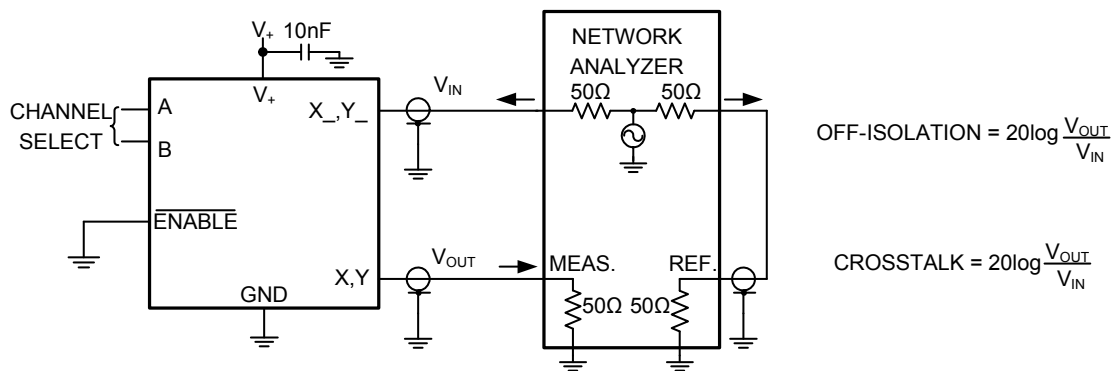 V+ 10nF
V+
CHANNEL
SELECT
A
B
X_,Y_
ENABLE
X,Y
GND
VIN
VOUT
NETWORK
ANALYZER
50Ω 50Ω
MEAS. REF.
50Ω 50Ω
OFF-ISOLATION = 20log VOUT/VIN
CROSSTALK = 20log VOUT/VIN